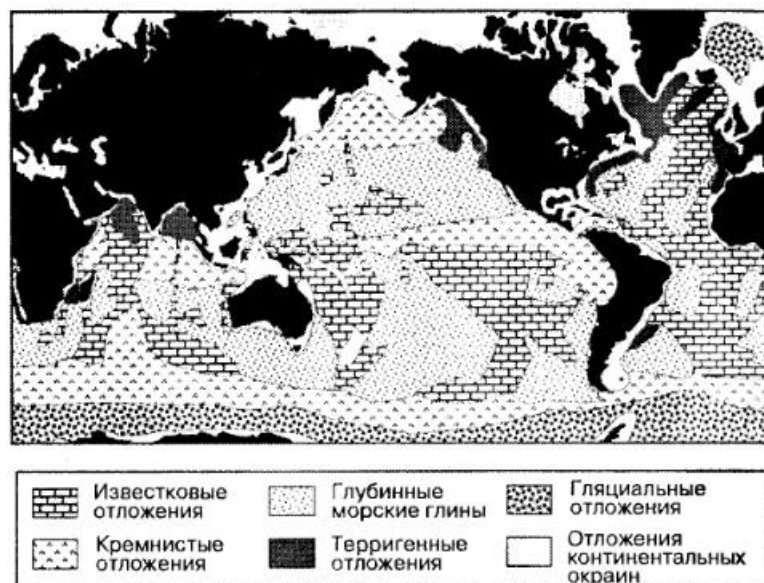 Известковые
отложения
Глубинные
морские глины
Гляциальные
отложения
Кремнистые
отложения
Терригенные
отложения
Отложения
континентальных
окраин